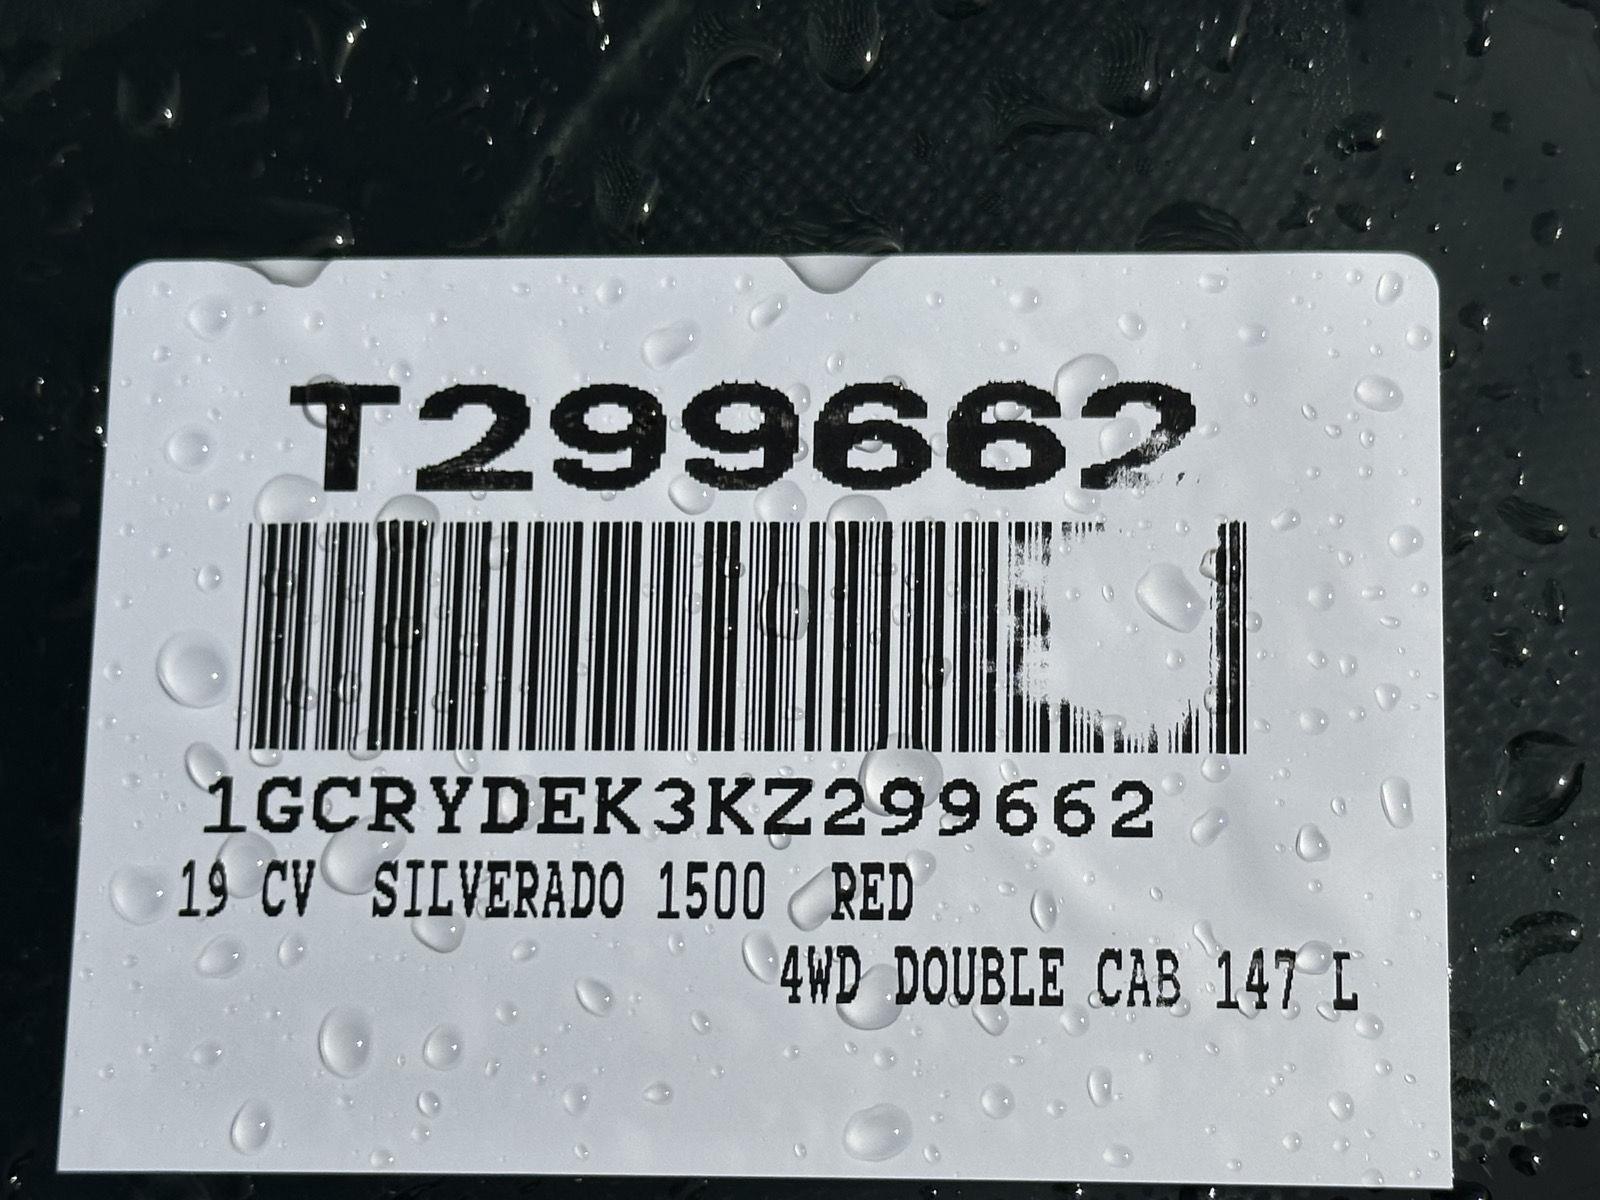 T299662
1GCRYDEK3KZ299662
19 CV SILVERADO 1500 RED
4WD DOUBLE CAB 147 L